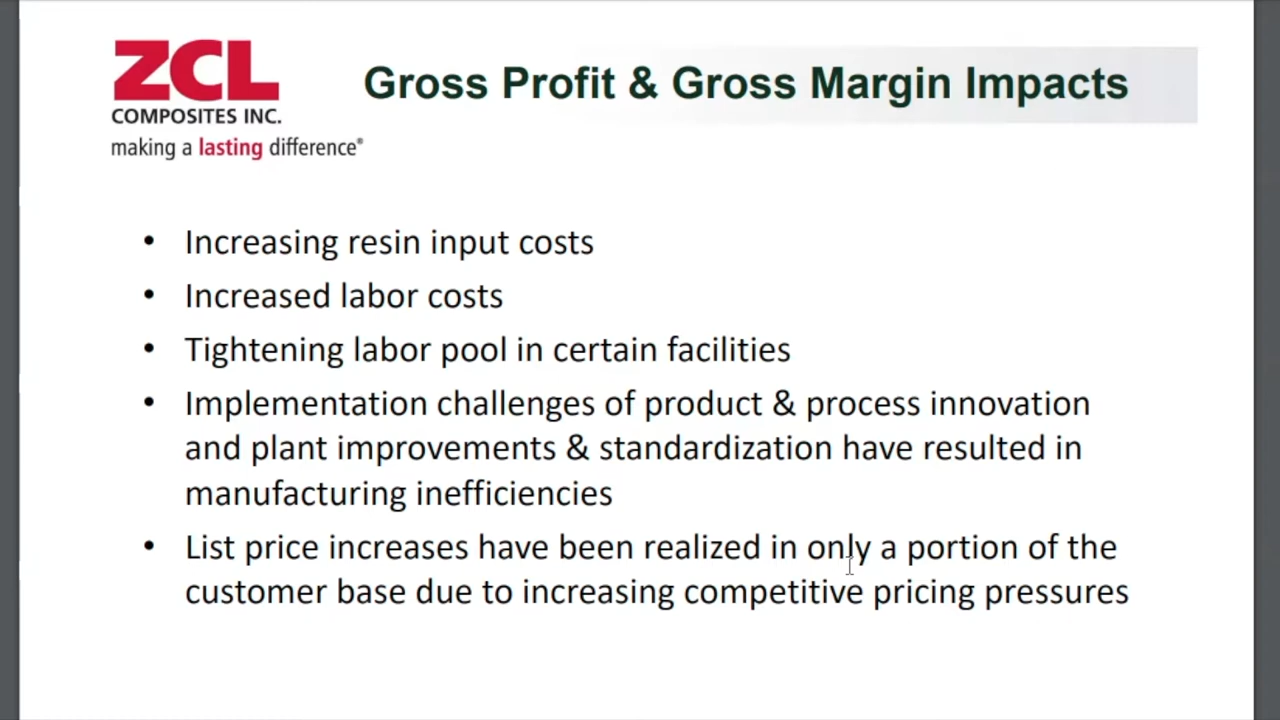 ZCL
COMPOSITES INC.
making a lasting difference®
Gross Profit & Gross Margin Impacts
• Increasing resin input costs
• Increased labor costs
• Tightening labor pool in certain facilities
• Implementation challenges of product & process innovation
and plant improvements & standardization have resulted in
manufacturing inefficiencies
• List price increases have been realized in only a portion of the
customer base due to increasing competitive pricing pressures